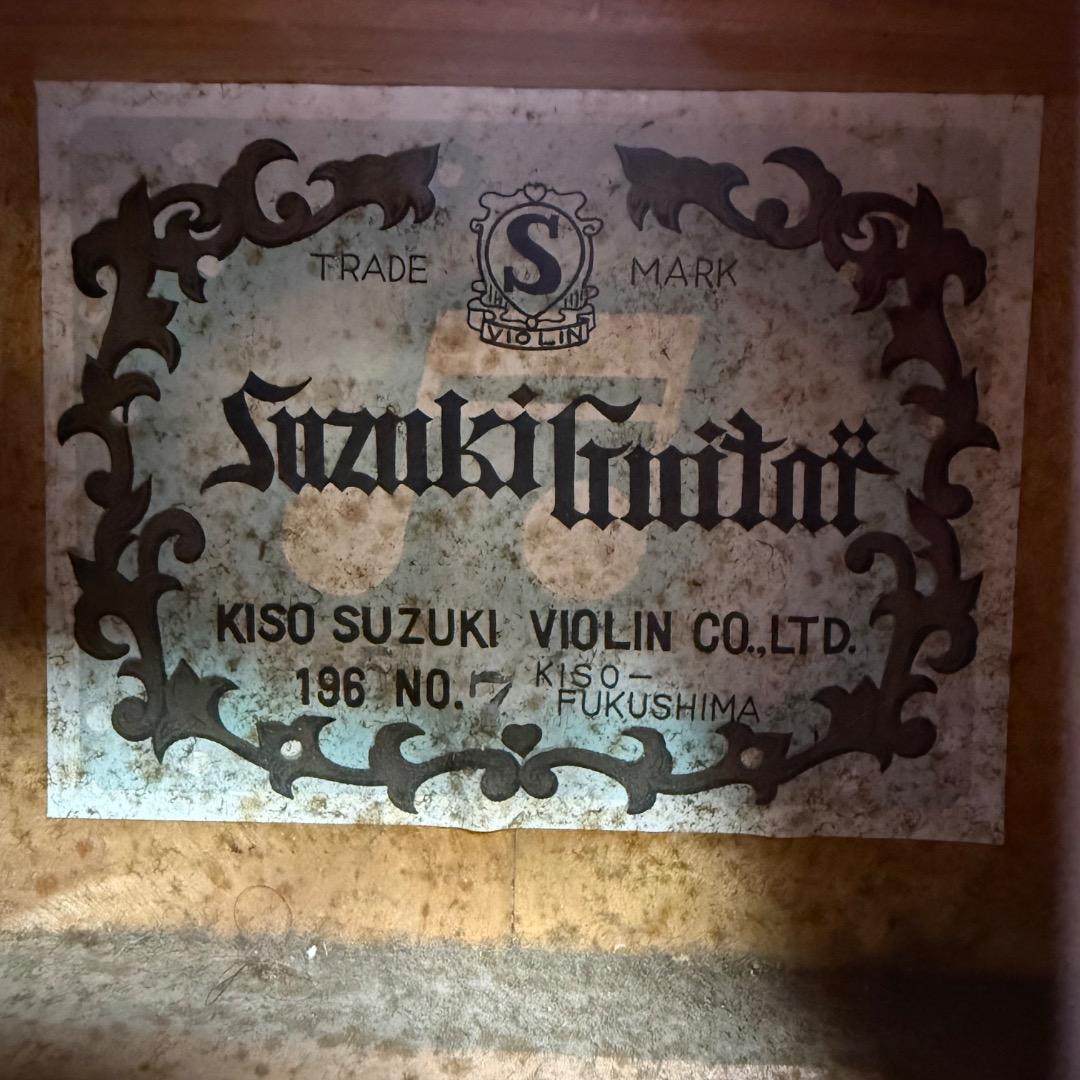 TRADE S MARK
VIOLIN
Suzuki Guitar
KISO SUZUKI VIOLIN CO.,LTD.
196 NO. 7 KISO-
FUKUSHIMA